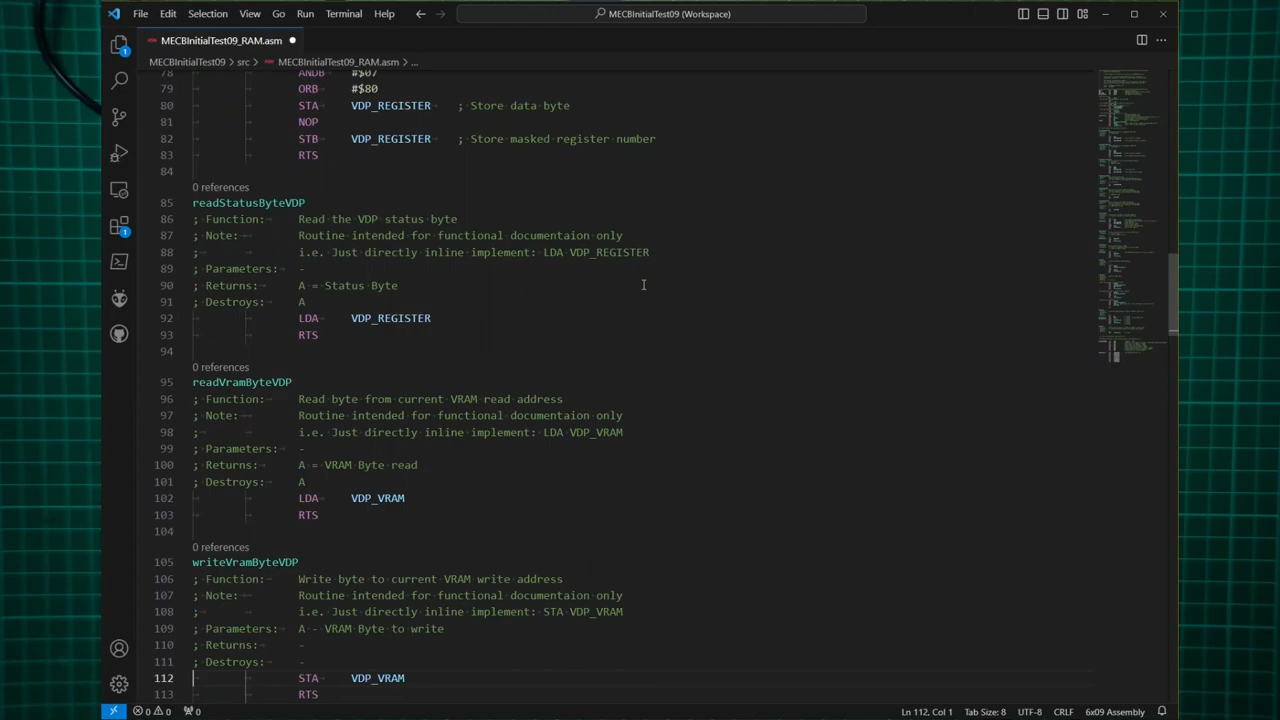 File Edit Selection View Go Run Terminal Help MECBInitialTest09 (Workspace)
MECBInitialTest09_RAM.asm
MECBInitialTest09 > src > MECBInitialTest09_RAM.asm > ...
78 ANDB #$07
79 ORB #$80
80 STA VDP_REGISTER ; Store data byte
81 NOP
82 STB VDP_REGISTER ; Store masked register number
83 RTS
84
0 references
85 readStatusByteVDP
86 ; Function: Read the VDP status byte
87 ; Note: Routine intended for functional documentaion only
88 ; i.e. Just directly inline implement: LDA VDP_REGISTER
89 ; Parameters: -
90 ; Returns: A = Status Byte
91 ; Destroys: A
92 LDA VDP_REGISTER
93 RTS
94
0 references
95 readVramByteVDP
96 ; Function: Read byte from current VRAM read address
97 ; Note: Routine intended for functional documentaion only
98 ; i.e. Just directly inline implement: LDA VDP_VRAM
99 ; Parameters: -
100 ; Returns: A = VRAM Byte read
101 ; Destroys: A
102 LDA VDP_VRAM
103 RTS
104
0 references
105 writeVramByteVDP
106 ; Function: Write byte to current VRAM write address
107 ; Note: Routine intended for functional documentaion only
108 ; i.e. Just directly inline implement: STA VDP_VRAM
109 ; Parameters: A - VRAM Byte to write
110 ; Returns: -
111 ; Destroys: -
112 STA VDP_VRAM
113 RTS
1
1
0 0 0 Ln 112, Col 1 Tab Size: 8 UTF-8 CRLF 6x09 Assembly